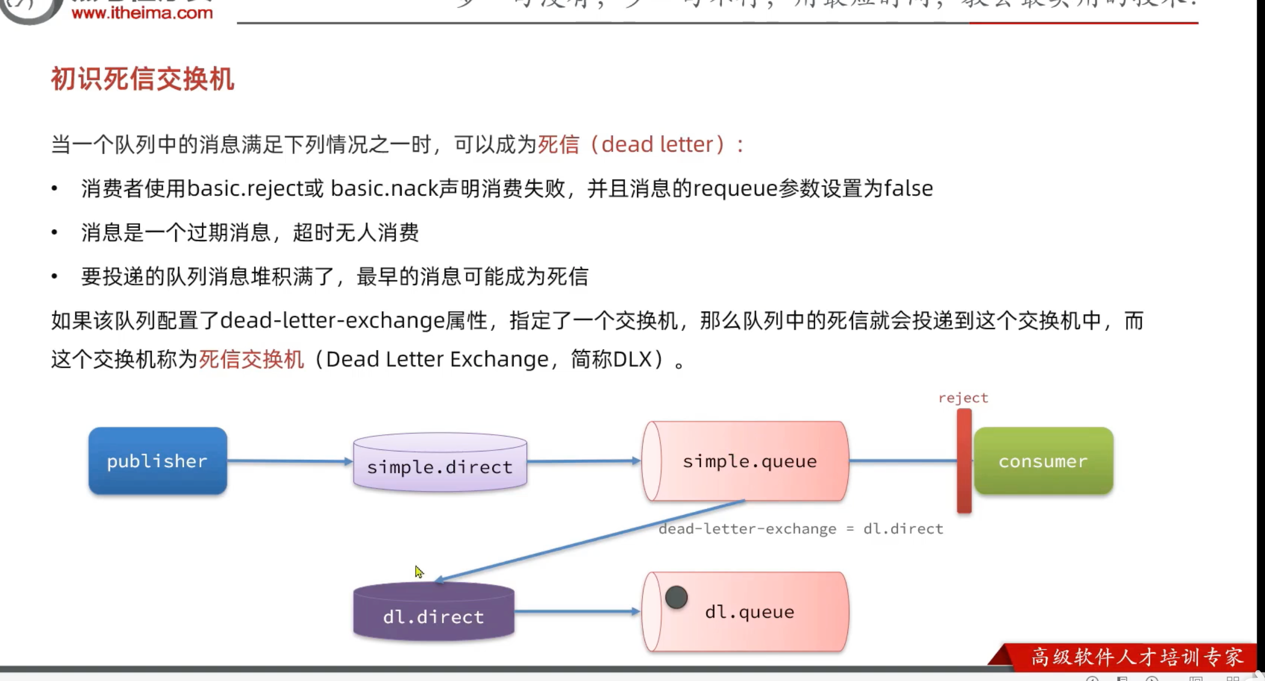 www.itheima.com
初识死信交换机
当一个队列中的消息满足下列情况之一时，可以成为死信（dead letter）：
• 消费者使用basic.reject或 basic.nack声明消费失败，并且消息的requeue参数设置为false
• 消息是一个过期消息，超时无人消费
• 要投递的队列消息堆积满了，最早的消息可能成为死信
如果该队列配置了dead-letter-exchange属性，指定了一个交换机，那么队列中的死信就会投递到这个交换机中，而
这个交换机称为死信交换机（Dead Letter Exchange，简称DLX）。
reject
publisher
simple.direct
simple.queue
consumer
dead-letter-exchange = dl.direct
dl.direct
dl.queue
高级软件人才培训专家